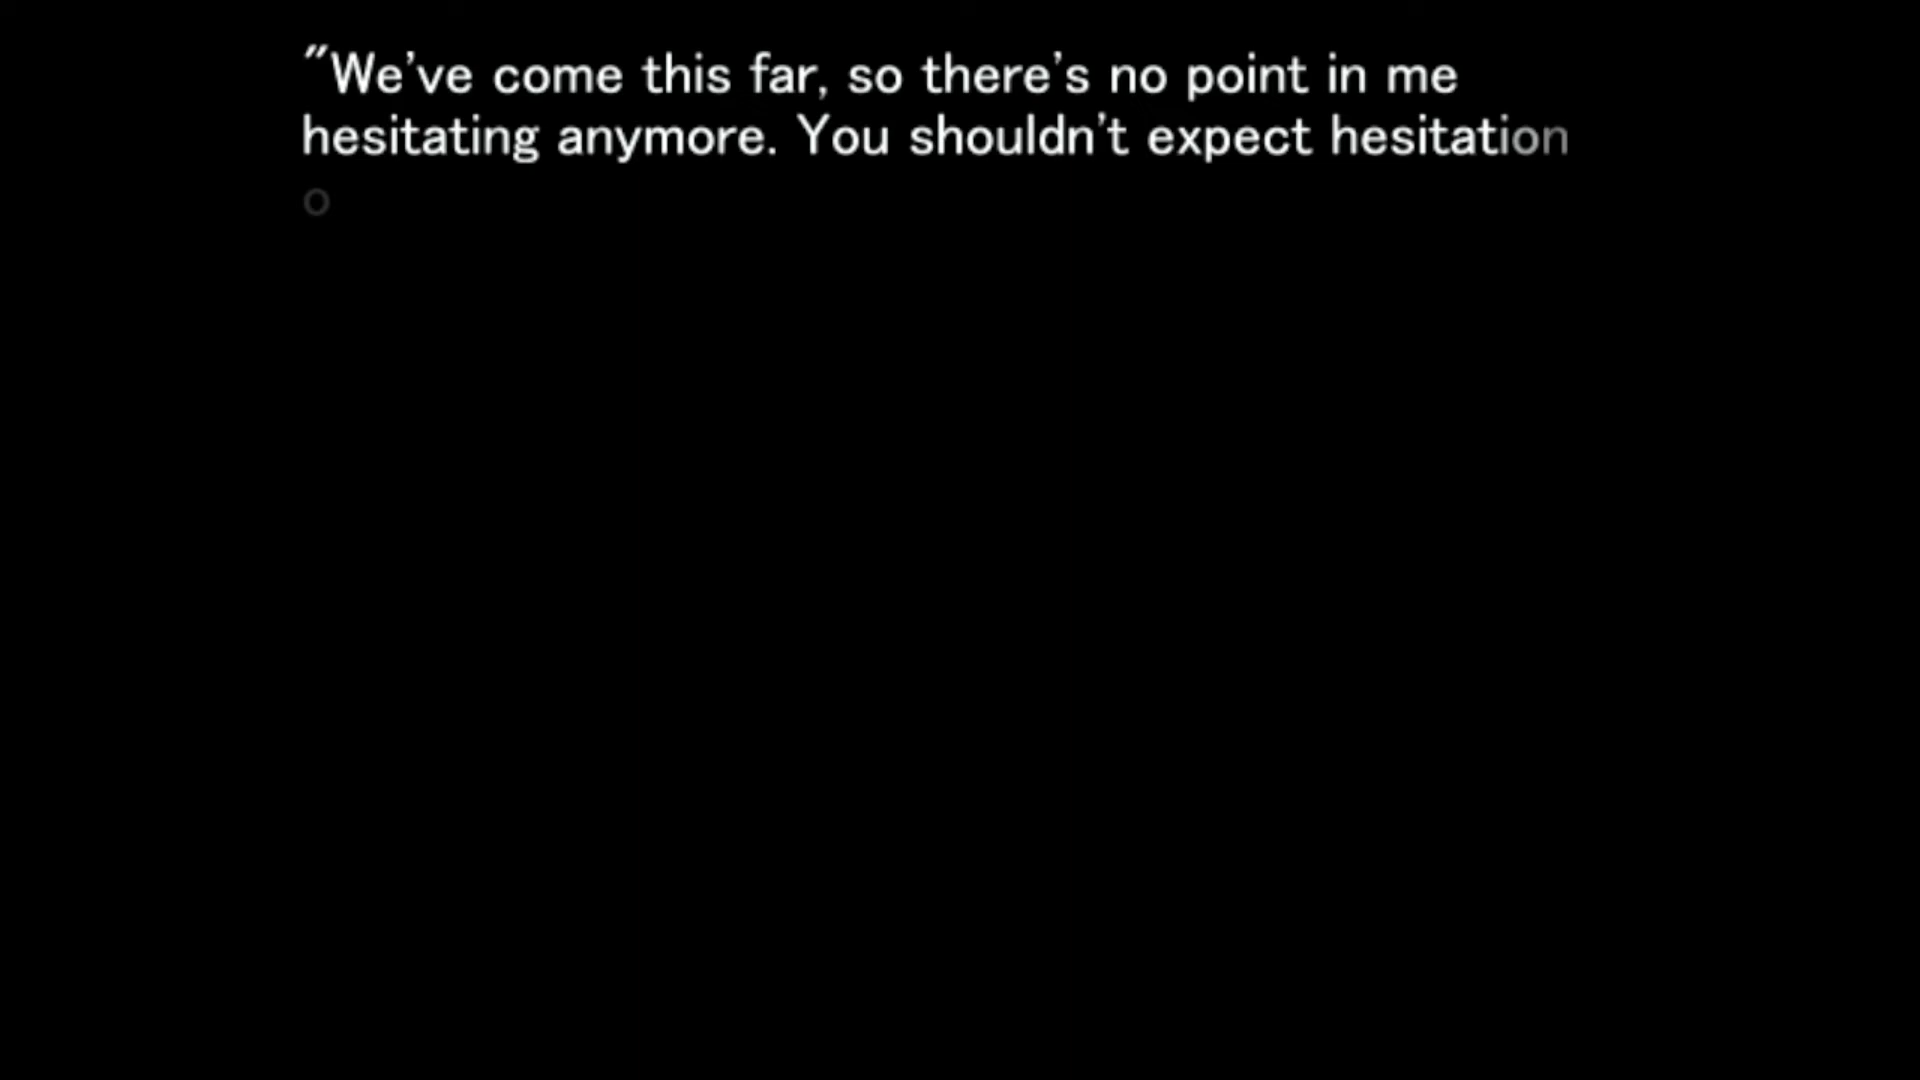 "We've come this far, so there's no point in me
hesitating anymore. You shouldn't expect hesitation
o